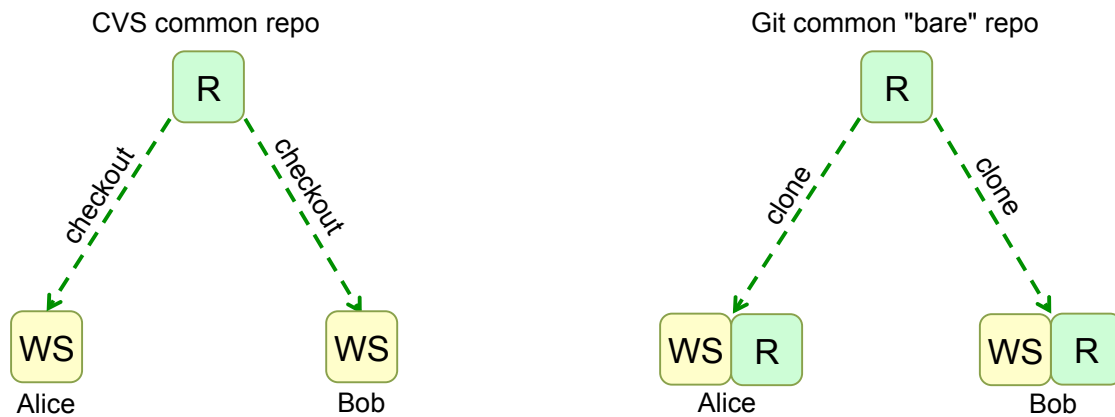 CVS common repo
R
checkout
checkout
WS
Alice
WS
Bob
Git common "bare" repo
R
clone
clone
WS R
Alice
WS R
Bob